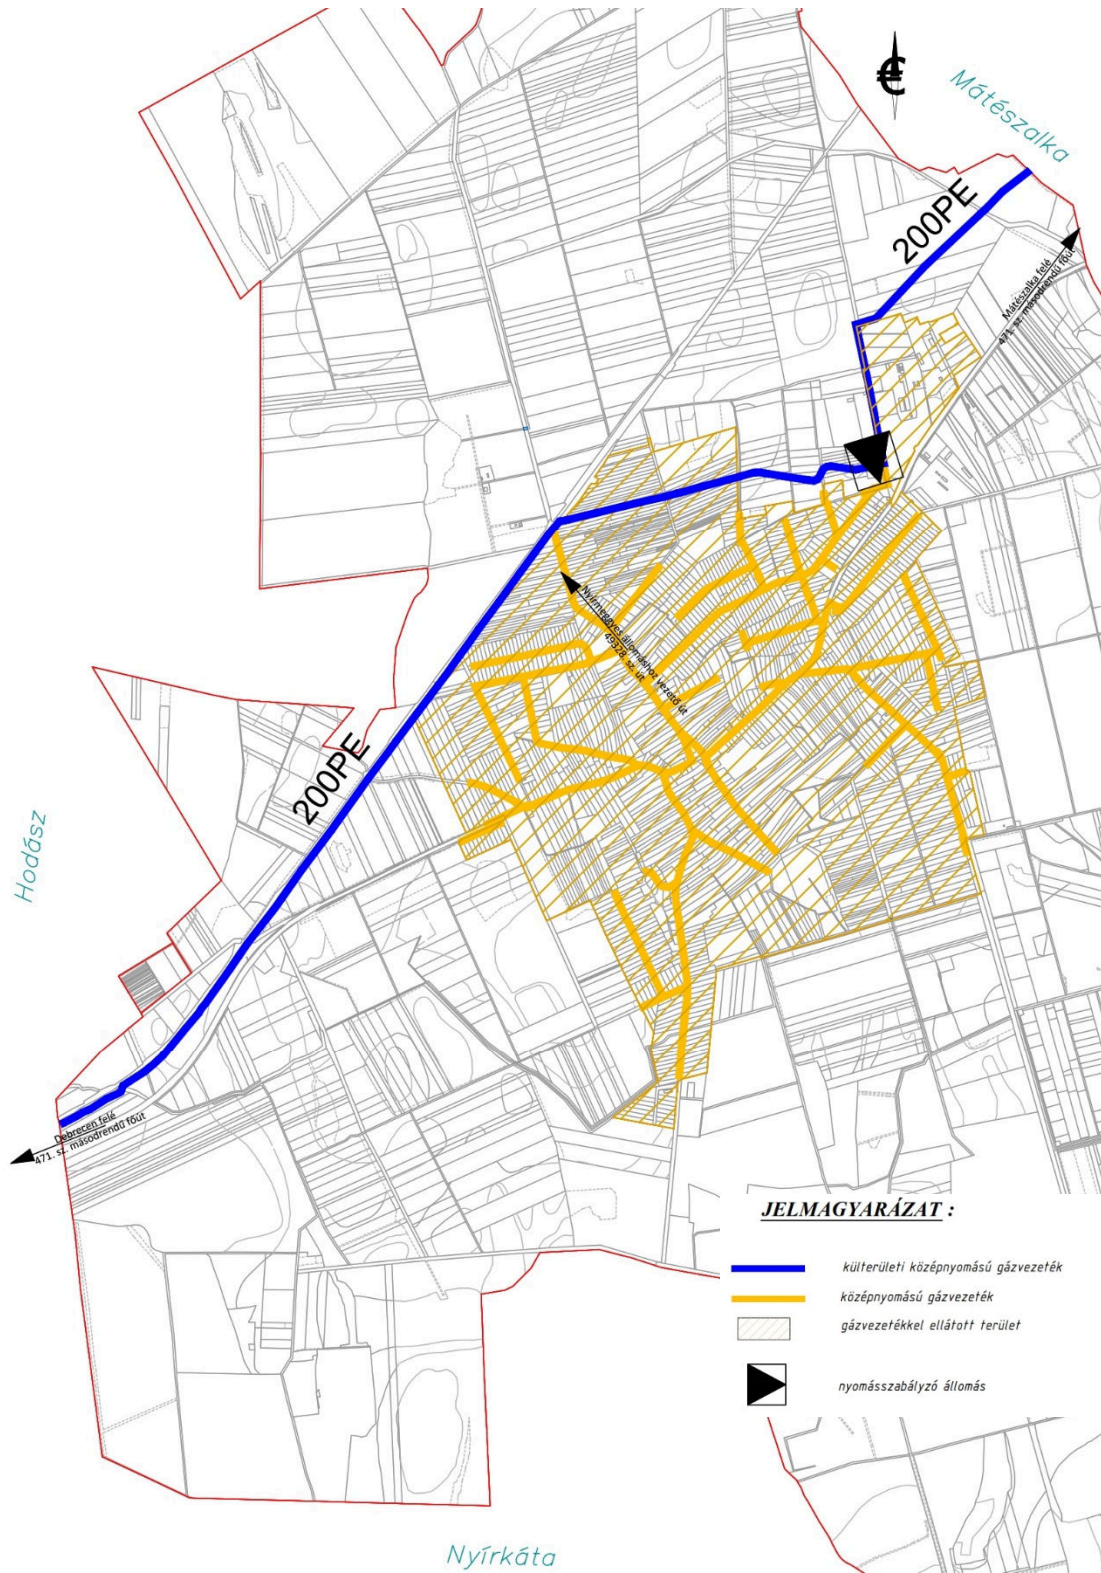 Mátészalka
200PE
Mátészalka felé
471. sz. másodrendű főút
Nyírmeggyes állomáshoz vezető út
49328. sz. út
200PE
Hodász
Debrecen felé
471. sz. másodrendű főút
JELMAGYARÁZAT :
külterületi középnyomású gázvezeték
középnyomású gázvezeték
gázvezetékkel ellátott terület
nyomásszabályzó állomás
Nyírkáta